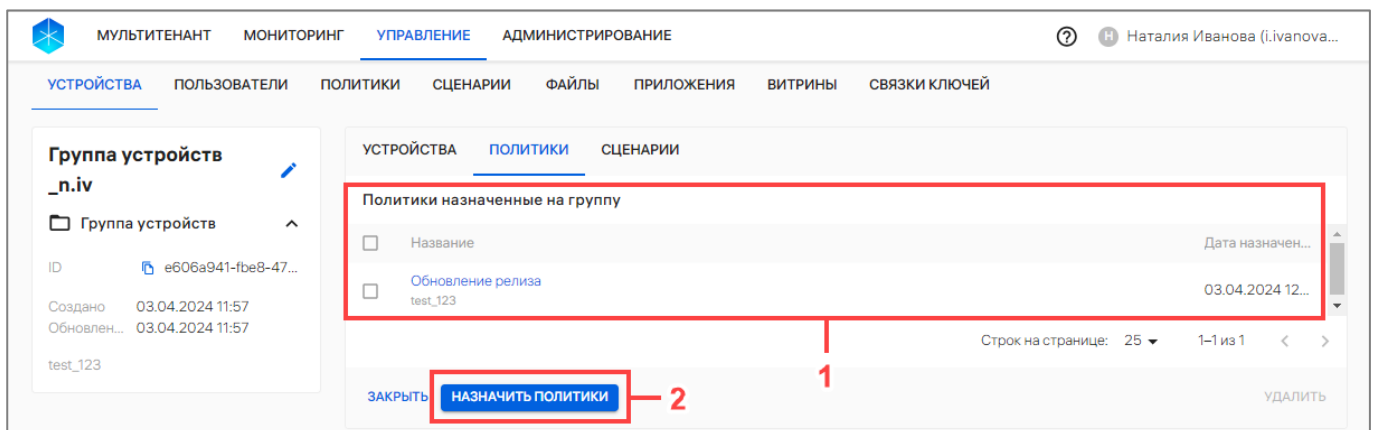 МУЛЬТИТЕНАНТ МОНИТОРИНГ УПРАВЛЕНИЕ АДМИНИСТРИРОВАНИЕ ? Н Наталия Иванова (i.ivanova...
УСТРОЙСТВА ПОЛЬЗОВАТЕЛИ ПОЛИТИКИ СЦЕНАРИИ ФАЙЛЫ ПРИЛОЖЕНИЯ ВИТРИНЫ СВЯЗКИ КЛЮЧЕЙ
Группа устройств
_n.iv
Группа устройств
ID e606a941-fbe8-47...
Создано 03.04.2024 11:57
Обновлен... 03.04.2024 11:57
test_123
УСТРОЙСТВА ПОЛИТИКИ СЦЕНАРИИ
Политики назначенные на группу
Название Дата назначен...
Обновление релиза 03.04.2024 12...
test_123
Строк на странице: 25 1–1 из 1
1
ЗАКРЫТЬ НАЗНАЧИТЬ ПОЛИТИКИ 2 УДАЛИТЬ